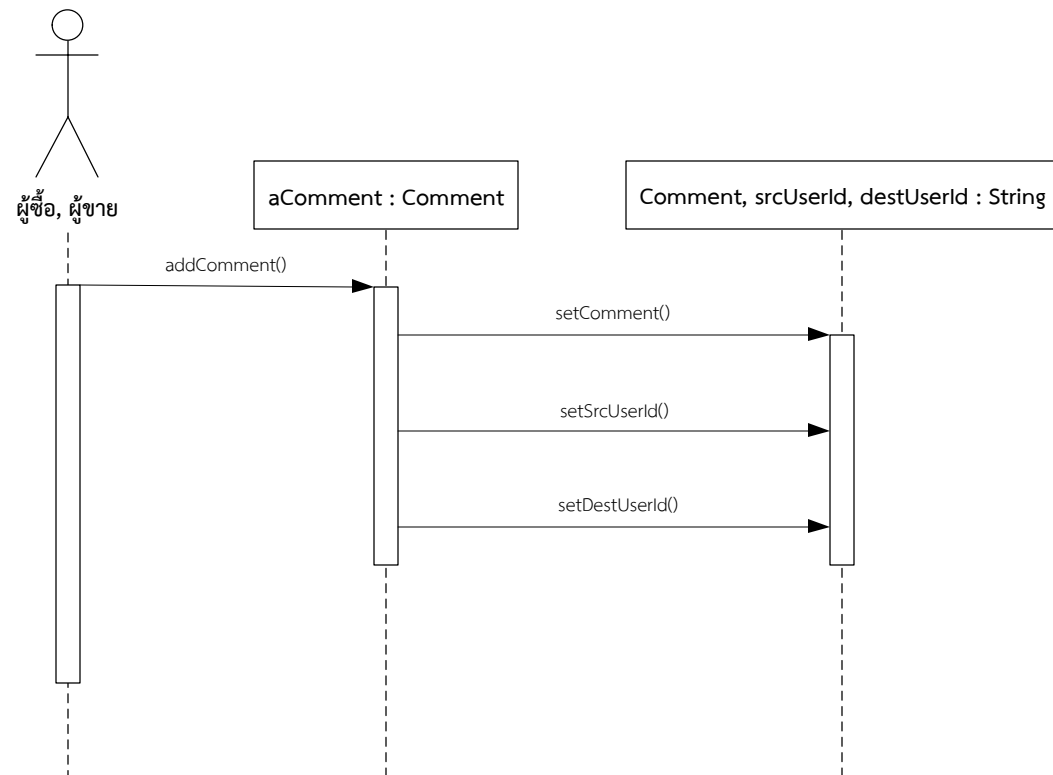 ผู้ซื้อ, ผู้ขาย
aComment : Comment
Comment, srcUserId, destUserId : String
addComment()
setComment()
setSrcUserId()
setDestUserId()